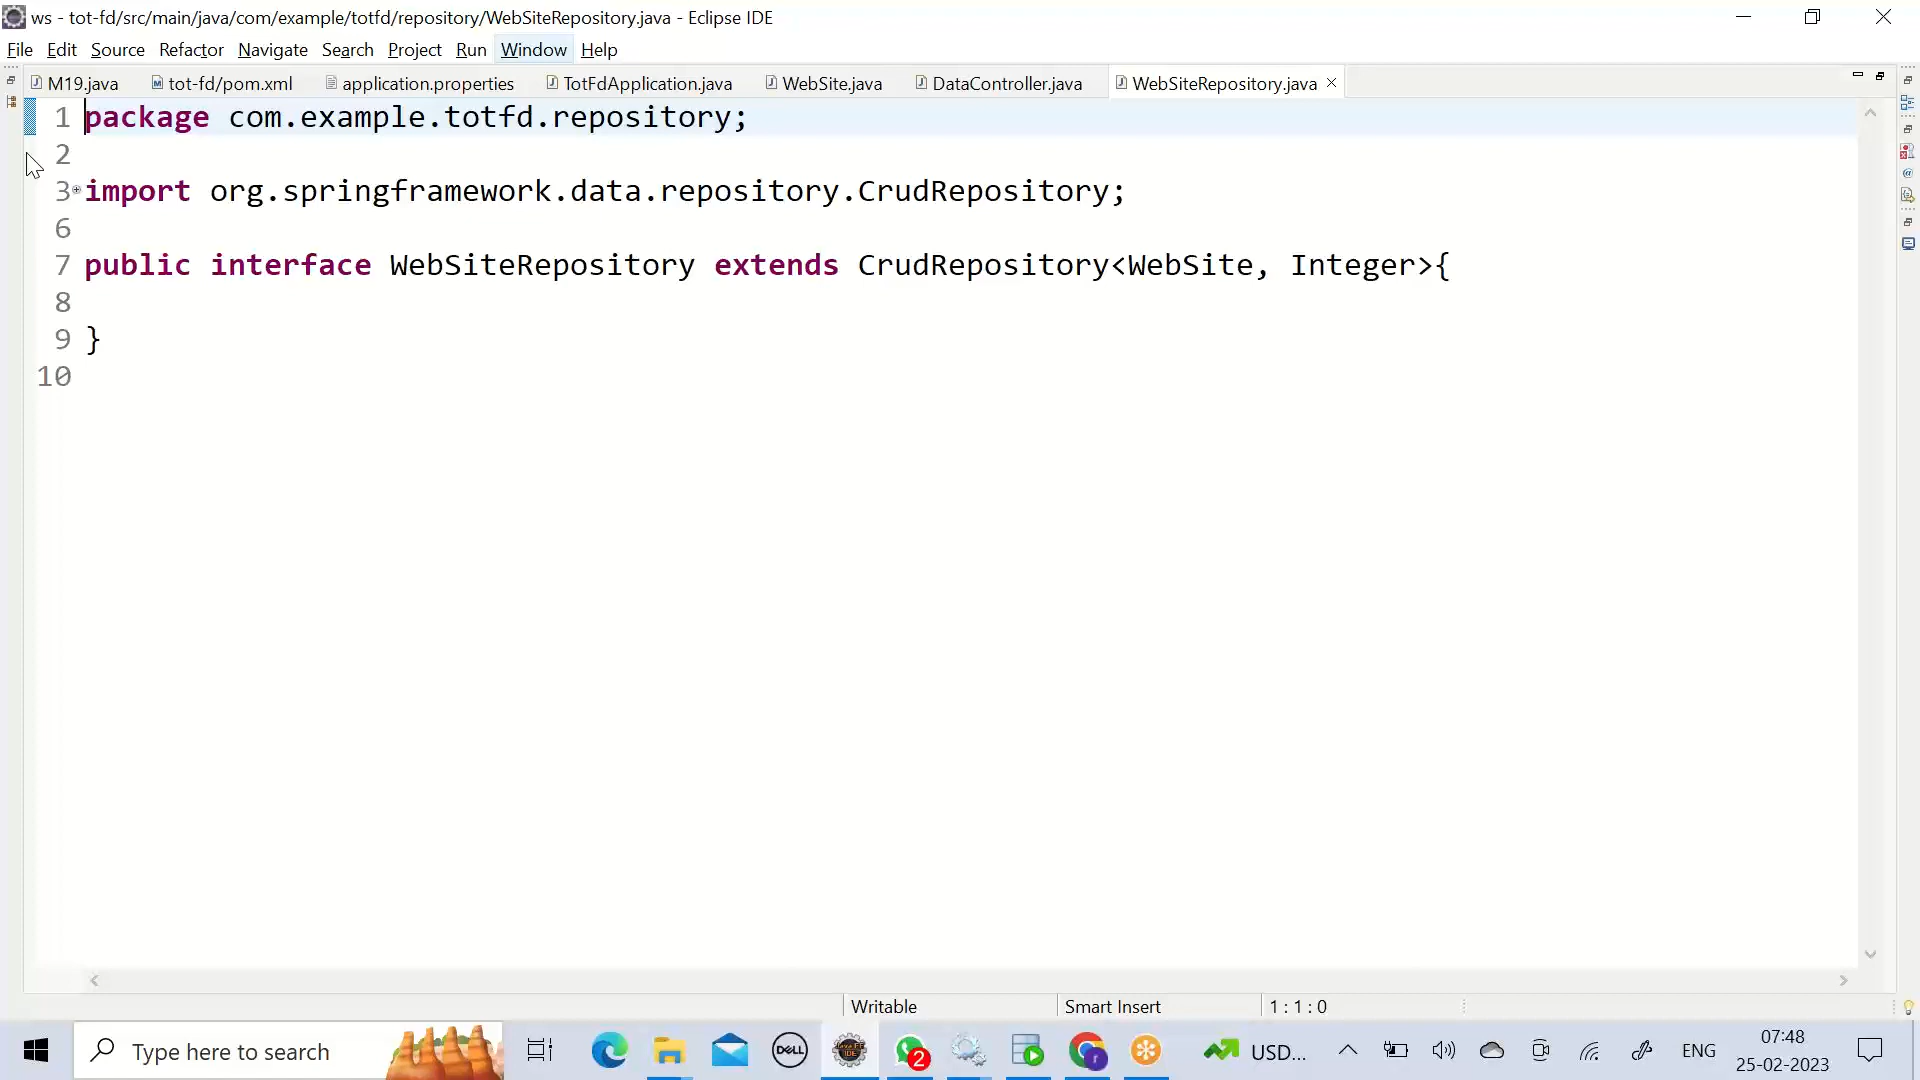 ws - tot-fd/src/main/java/com/example/totfd/repository/WebSiteRepository.java - Eclipse IDE
File Edit Source Refactor Navigate Search Project Run Window Help
M19.java tot-fd/pom.xml application.properties TotFdApplication.java WebSite.java DataController.java WebSiteRepository.java
1 package com.example.totfd.repository;
2
3 import org.springframework.data.repository.CrudRepository;
6
7 public interface WebSiteRepository extends CrudRepository<WebSite, Integer>{
8
9 }
10
Writable Smart Insert 1 : 1 : 0
Type here to search DELL 2 r USD... ENG 07:48
25-02-2023